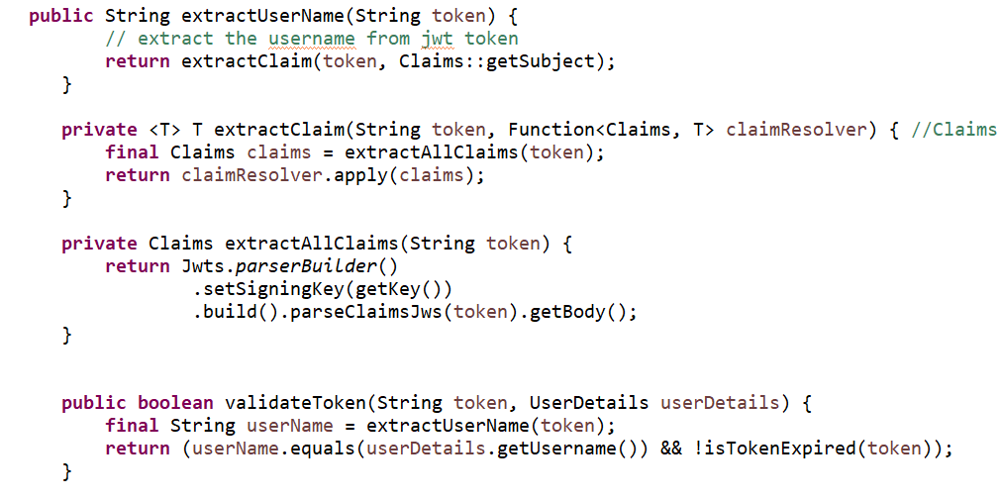 public String extractUserName(String token) {
// extract the username from jwt token
return extractClaim(token, Claims::getSubject);
}
private <T> T extractClaim(String token, Function<Claims, T> claimResolver) { //Claims
final Claims claims = extractAllClaims(token);
return claimResolver.apply(claims);
}
private Claims extractAllClaims(String token) {
return Jwts.parserBuilder()
.setSigningKey(getKey())
.build().parseClaimsJws(token).getBody();
}
public boolean validateToken(String token, UserDetails userDetails) {
final String userName = extractUserName(token);
return (userName.equals(userDetails.getUsername()) && !isTokenExpired(token));
}